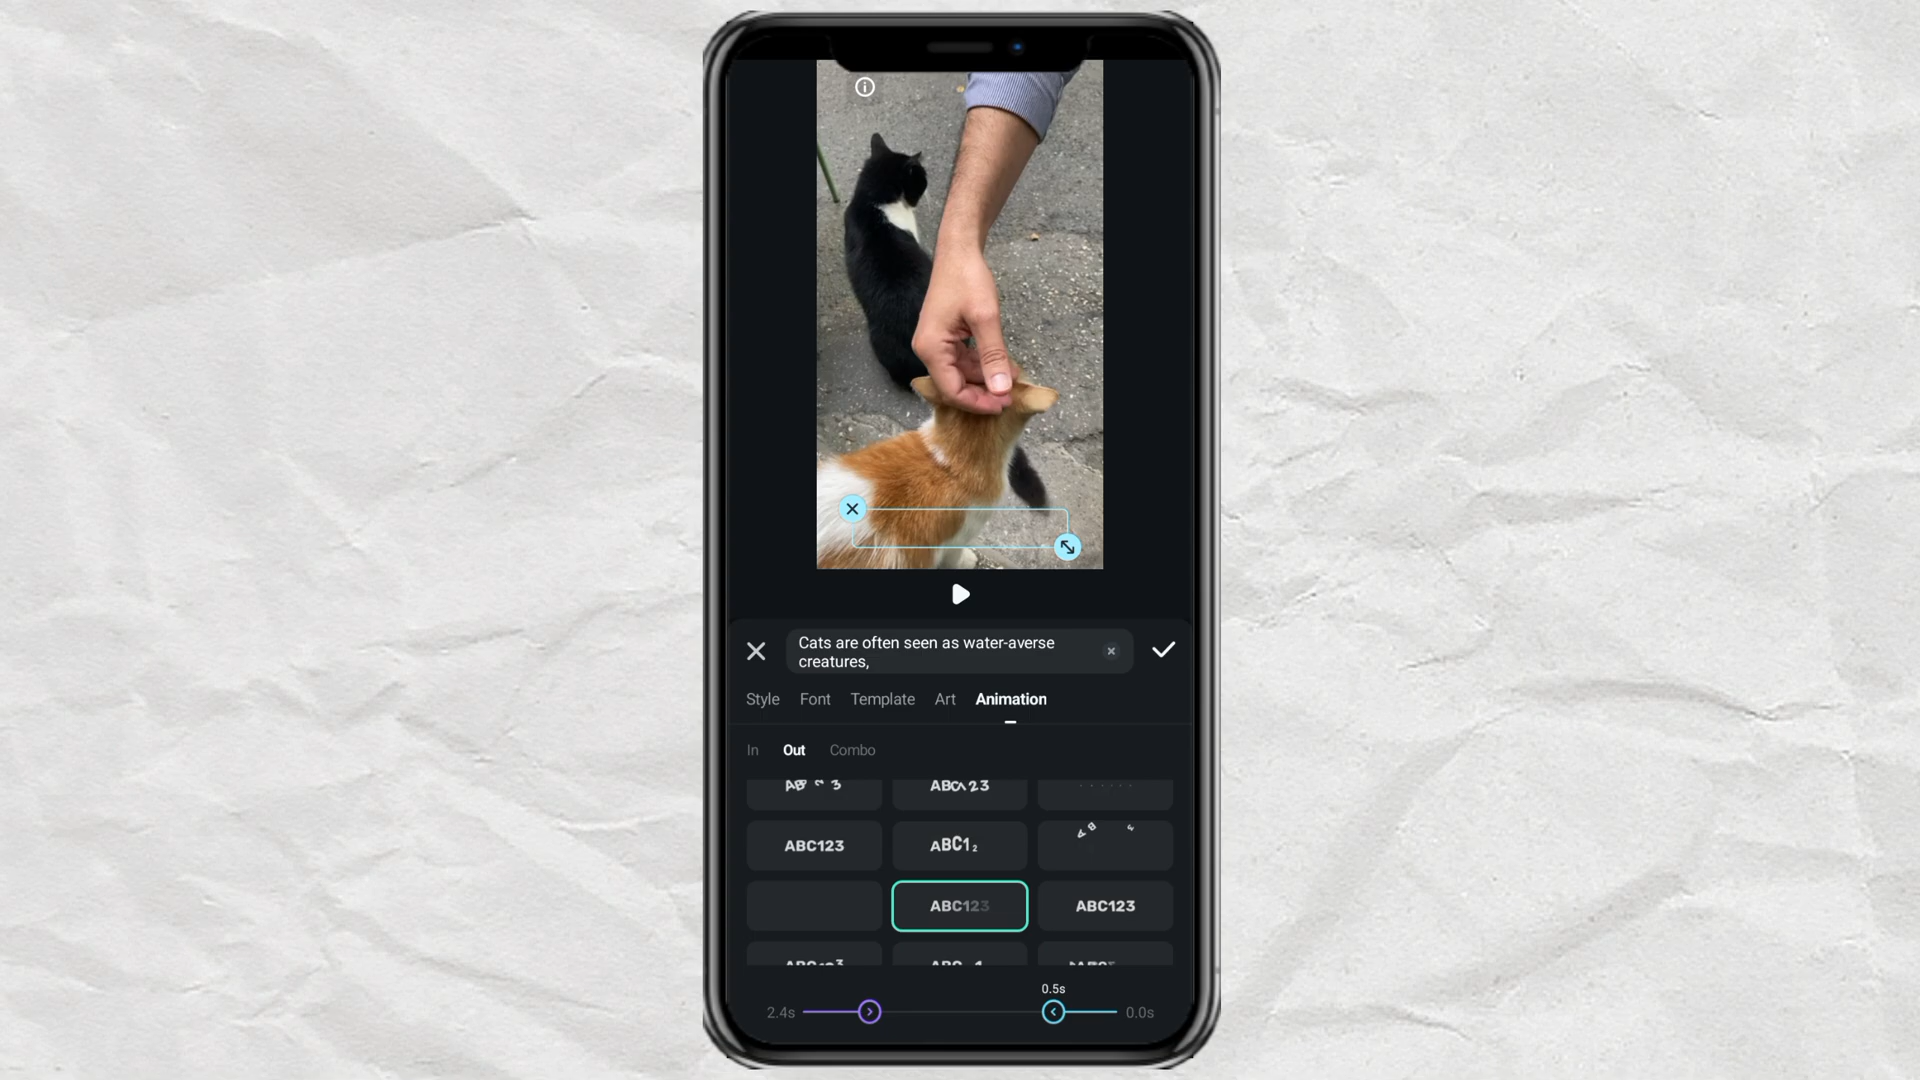 Cats are often seen as water-averse
creatures,
Style Font Template Art Animation
In Out Combo
ABC123
ABC12
ABC123
ABC123
0.5s
2.4s 0.0s